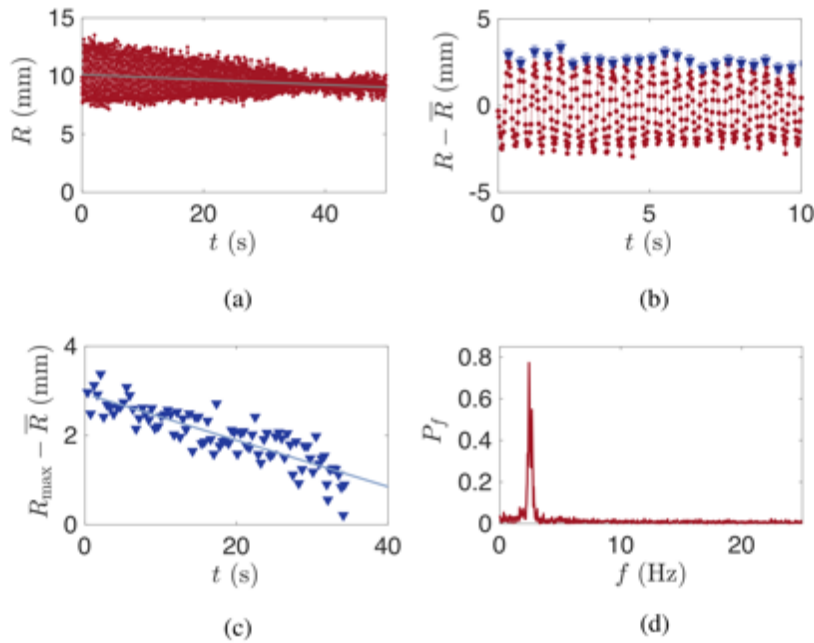 15
10
5
0
R (mm)
0 20 40
t (s)
(a)
5
0
-5
R − R̅ (mm)
0 5 10
t (s)
(b)
4
2
0
R_max − R̅ (mm)
0 20 40
t (s)
(c)
0.8
0.6
0.4
0.2
0
P_f
0 10 20
f (Hz)
(d)